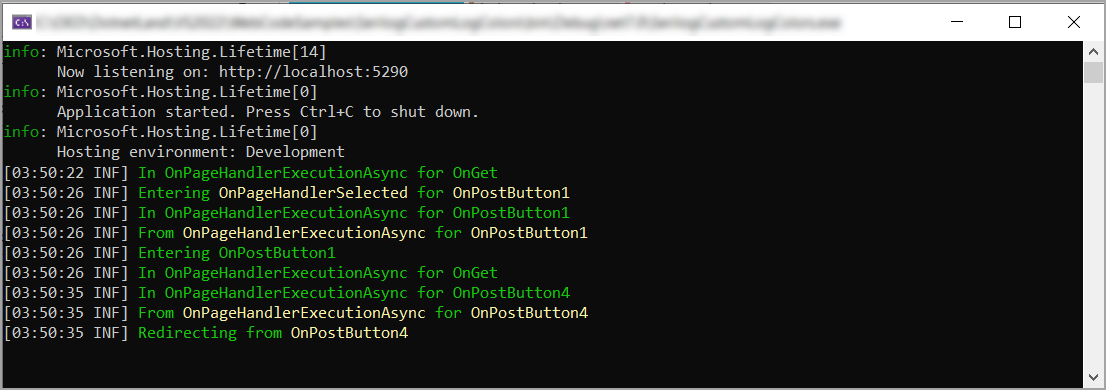 info: Microsoft.Hosting.Lifetime[14]
      Now listening on: http://localhost:5290
info: Microsoft.Hosting.Lifetime[0]
      Application started. Press Ctrl+C to shut down.
info: Microsoft.Hosting.Lifetime[0]
      Hosting environment: Development
[03:50:22 INF] In OnPageHandlerExecutionAsync for OnGet
[03:50:26 INF] Entering OnPageHandlerSelected for OnPostButton1
[03:50:26 INF] In OnPageHandlerExecutionAsync for OnPostButton1
[03:50:26 INF] From OnPageHandlerExecutionAsync for OnPostButton1
[03:50:26 INF] Entering OnPostButton1
[03:50:26 INF] In OnPageHandlerExecutionAsync for OnGet
[03:50:35 INF] In OnPageHandlerExecutionAsync for OnPostButton4
[03:50:35 INF] From OnPageHandlerExecutionAsync for OnPostButton4
[03:50:35 INF] Redirecting from OnPostButton4